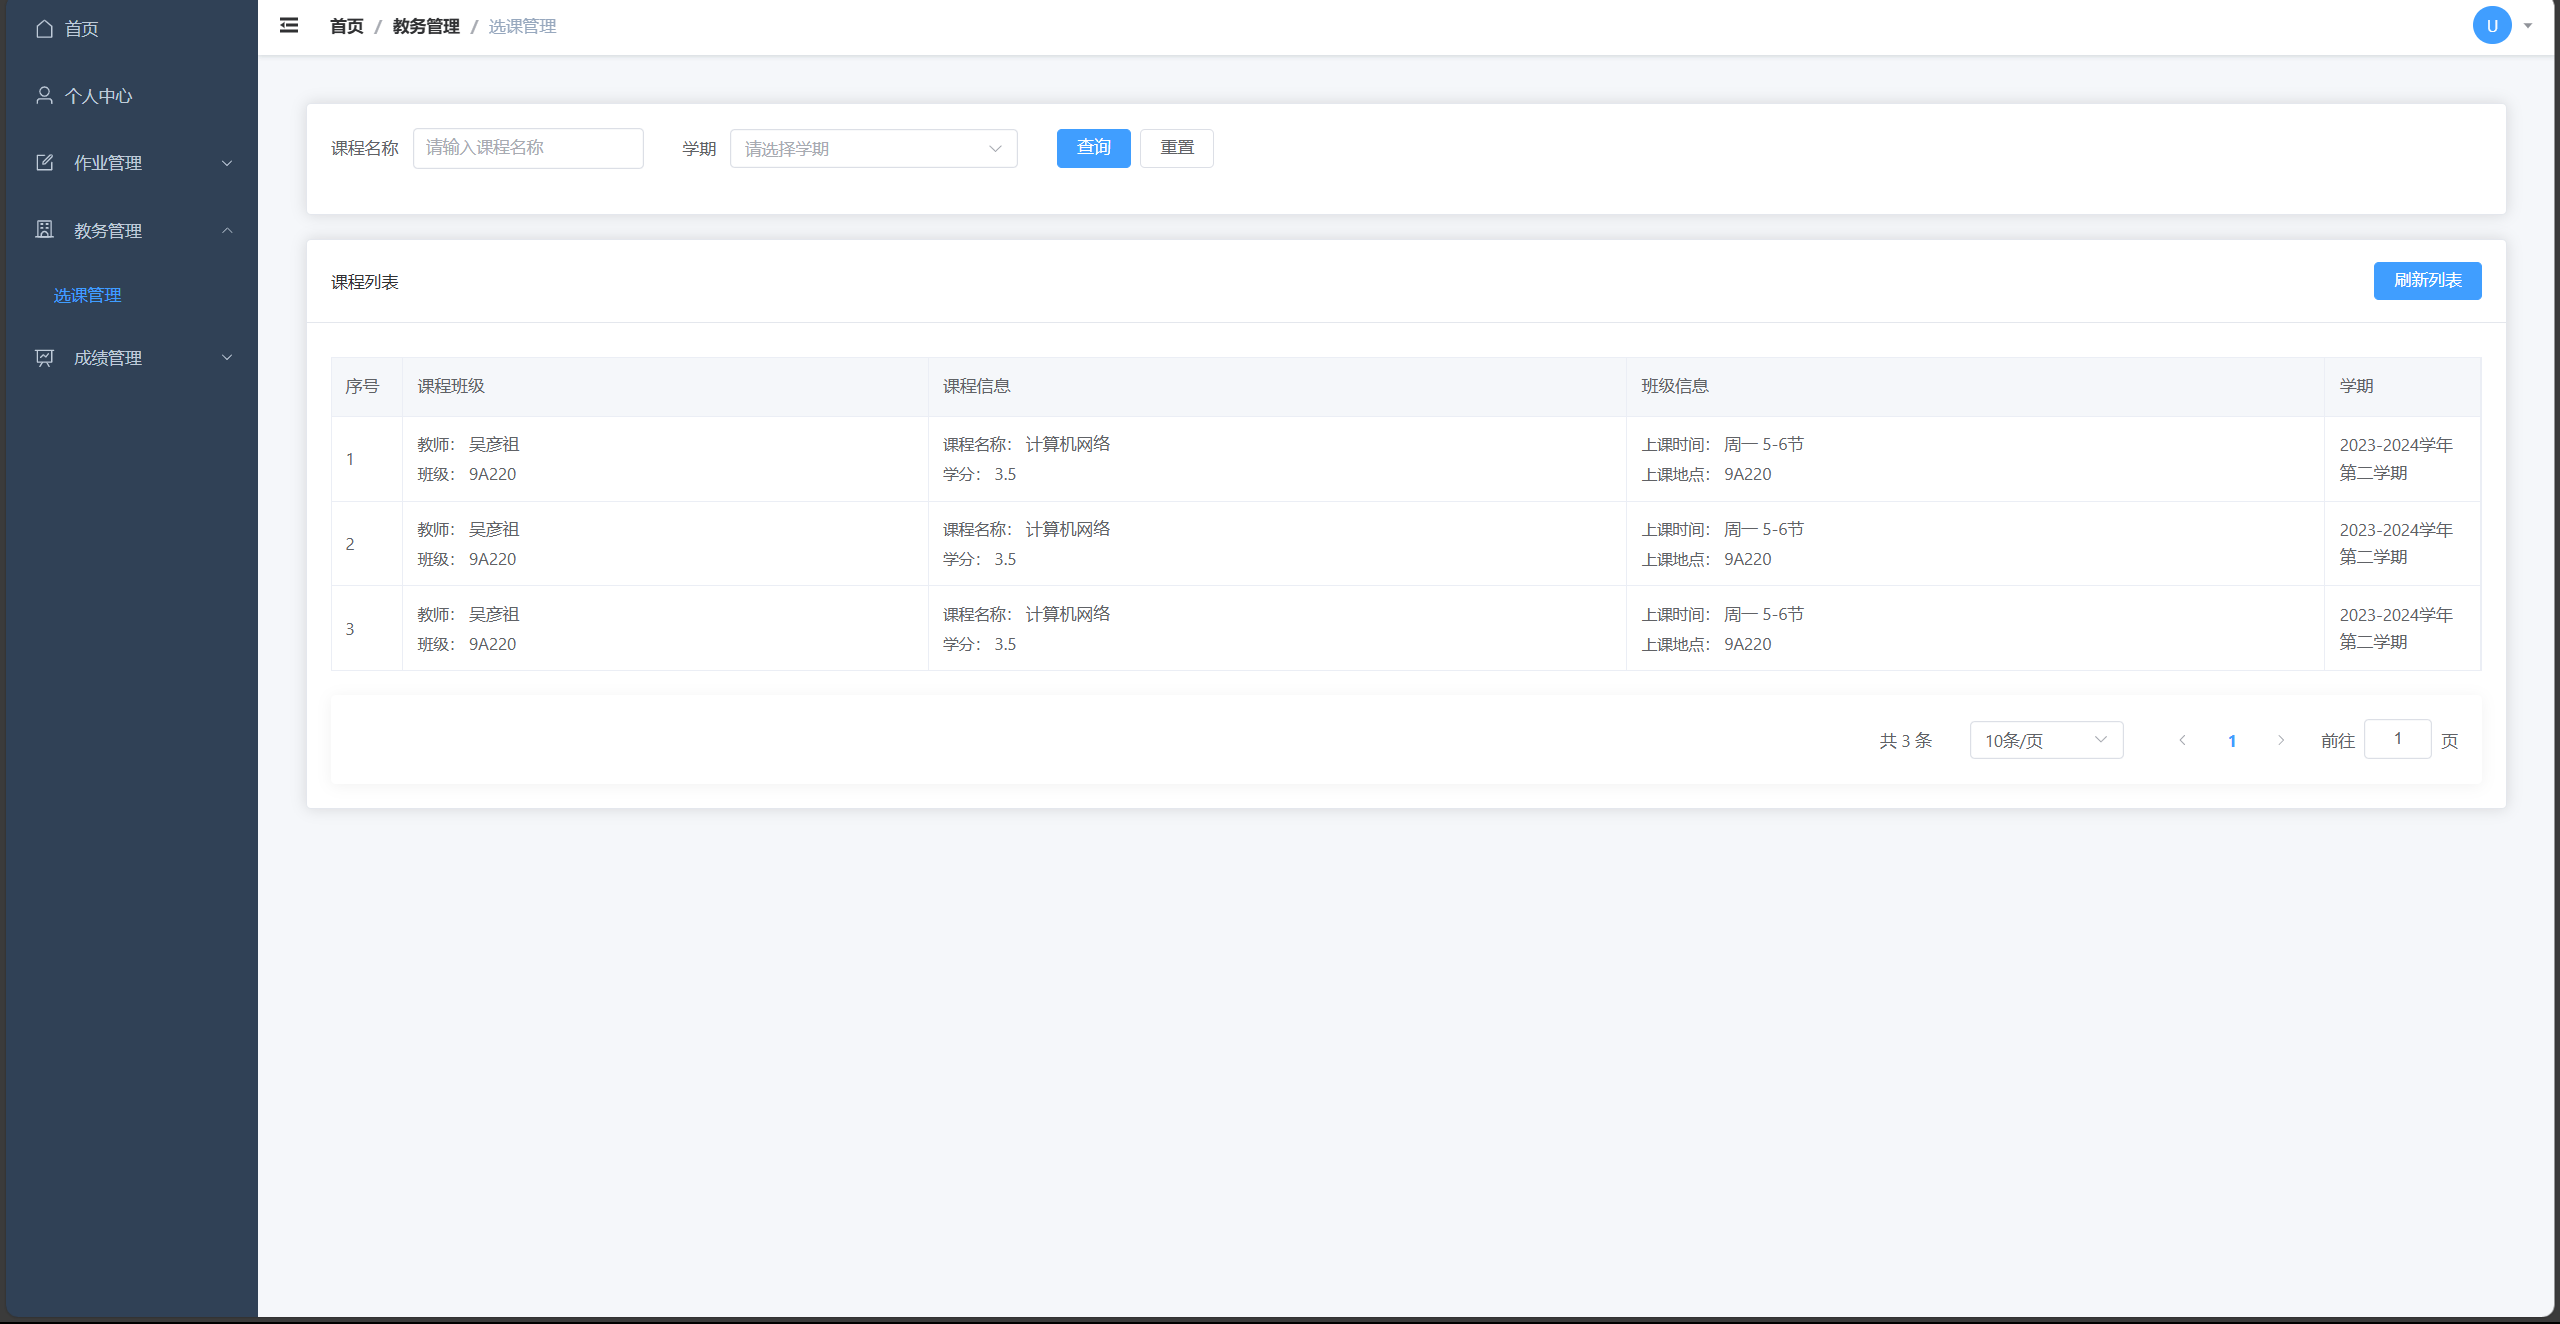 首页
个人中心
作业管理
教务管理
选课管理
成绩管理
首页 / 教务管理 / 选课管理
U
课程名称 请输入课程名称 学期 请选择学期 查询 重置
课程列表 刷新列表
序号 课程班级 课程信息 班级信息 学期
1
教师： 吴彦祖
班级： 9A220
课程名称： 计算机网络
学分： 3.5
上课时间： 周一 5-6节
上课地点： 9A220
2023-2024学年
第二学期
2
教师： 吴彦祖
班级： 9A220
课程名称： 计算机网络
学分： 3.5
上课时间： 周一 5-6节
上课地点： 9A220
2023-2024学年
第二学期
3
教师： 吴彦祖
班级： 9A220
课程名称： 计算机网络
学分： 3.5
上课时间： 周一 5-6节
上课地点： 9A220
2023-2024学年
第二学期
共 3 条 10条/页 1 前往 1 页